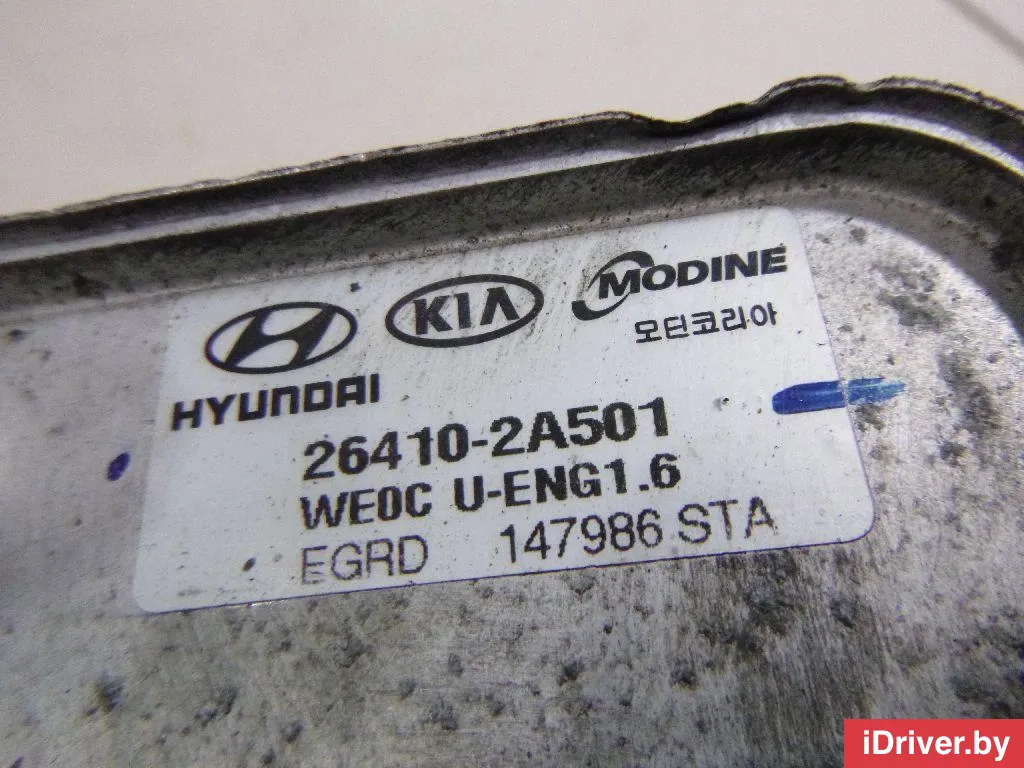 KIA
MODINE
모딘코리아
HYUNDAI
26410-2A501
WE0C U-ENG1.6
EGRD 147986 STA
iDriver.by